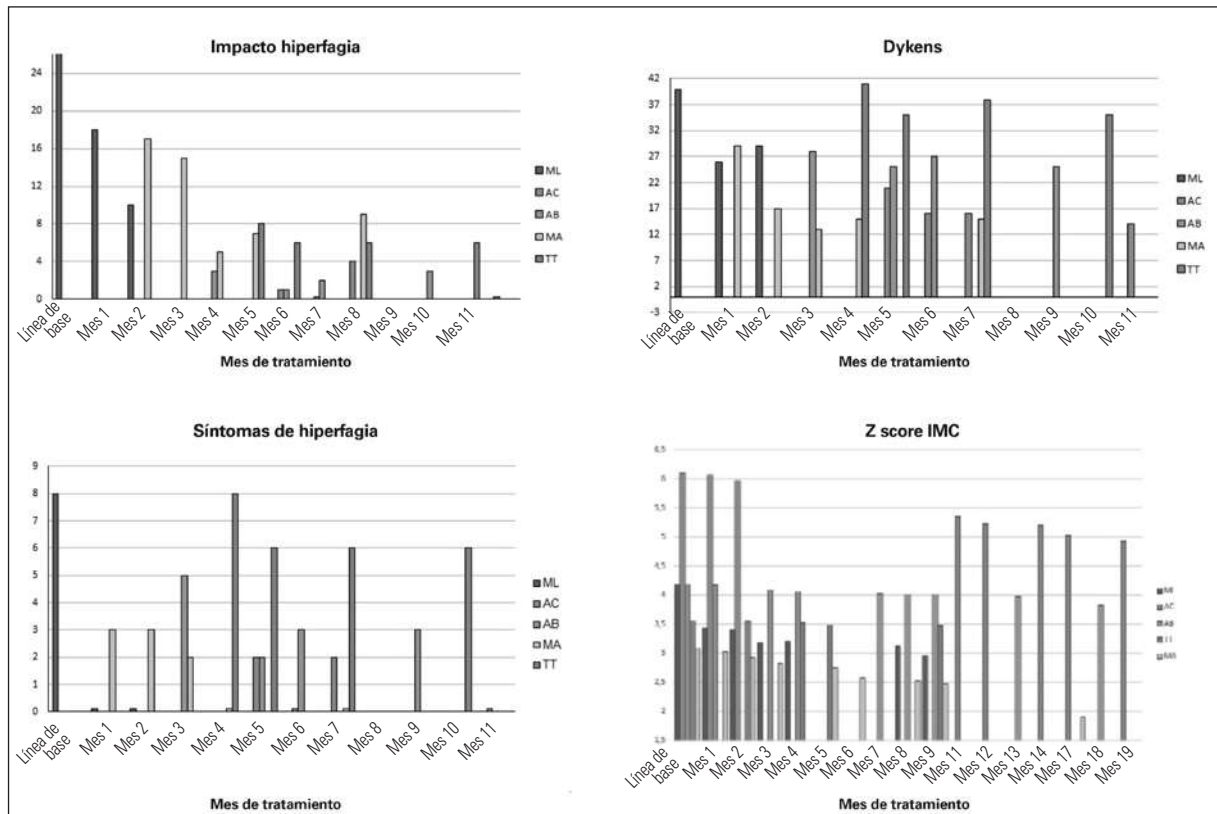 Impacto hiperfagia
24
20
16
12
8
4
0
ML
AC
AB
MA
TT
Línea de base
Mes 1
Mes 2
Mes 3
Mes 4
Mes 5
Mes 6
Mes 7
Mes 8
Mes 9
Mes 10
Mes 11
Mes de tratamiento
Dykens
42
37
32
27
22
17
12
7
2
-3
ML
AC
AB
MA
TT
Línea de base
Mes 1
Mes 2
Mes 3
Mes 4
Mes 5
Mes 6
Mes 7
Mes 8
Mes 9
Mes 10
Mes 11
Mes de tratamiento
Síntomas de hiperfagia
9
8
7
6
5
4
3
2
1
0
ML
AC
AB
MA
TT
Línea de base
Mes 1
Mes 2
Mes 3
Mes 4
Mes 5
Mes 6
Mes 7
Mes 8
Mes 9
Mes 10
Mes 11
Mes de tratamiento
Z score IMC
6,5
6
5,5
5
4,5
4
3,5
3
2,5
2
1,5
AC
AB
Línea de base
Mes 1
Mes 2
Mes 3
Mes 4
Mes 5
Mes 6
Mes 7
Mes 8
Mes 9
Mes 11
Mes 12
Mes 13
Mes 14
Mes 17
Mes 18
Mes 19
Mes de tratamiento